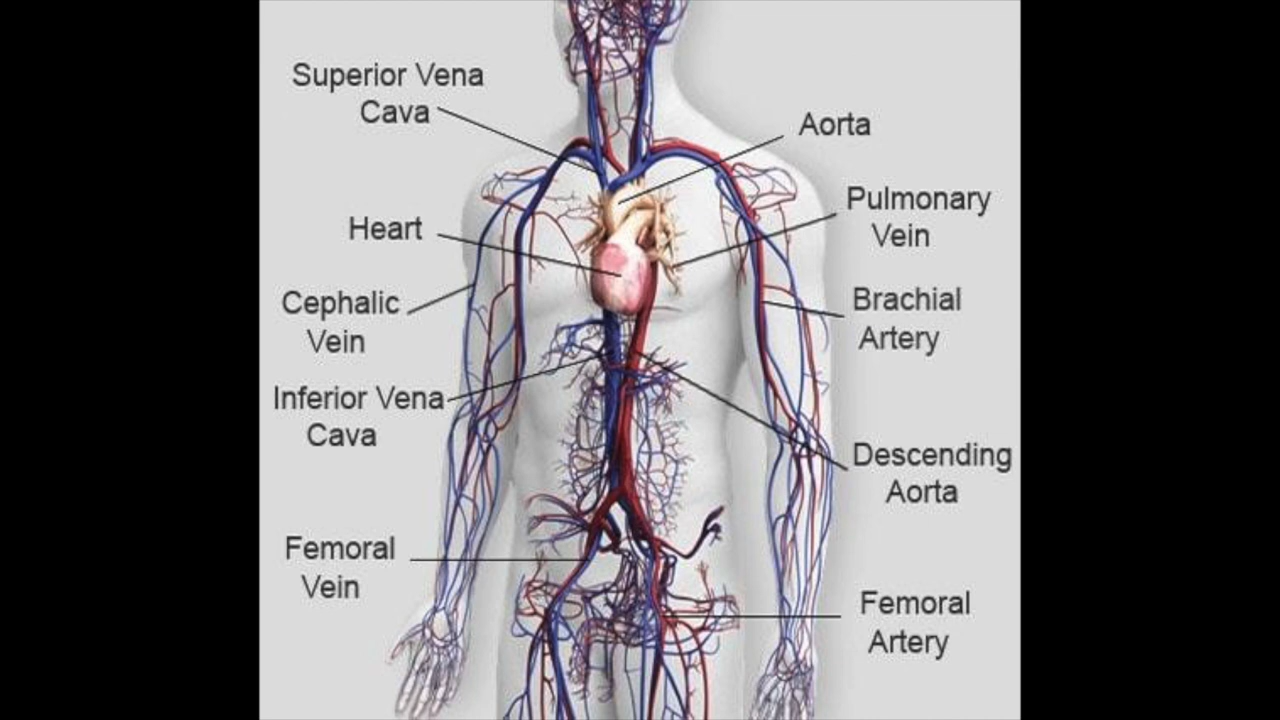 Superior Vena
Cava
Aorta
Pulmonary
Vein
Heart
Cephalic
Vein
Brachial
Artery
Inferior Vena
Cava
Descending
Aorta
Femoral
Vein
Femoral
Artery